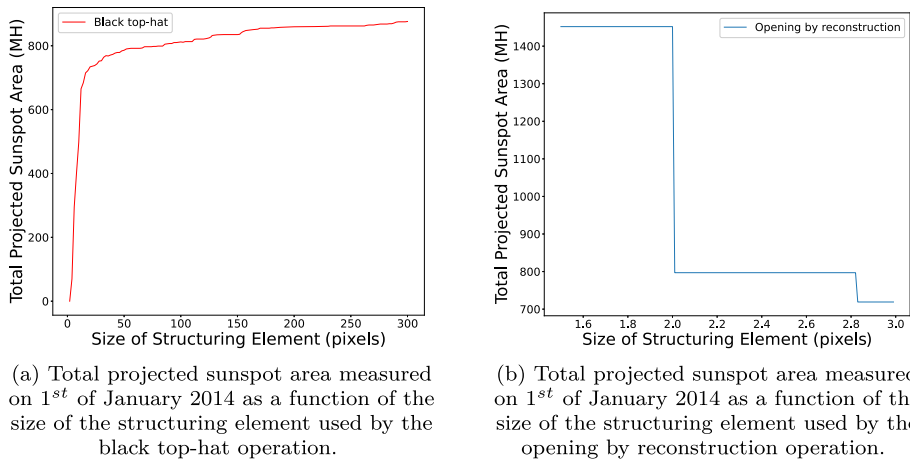 Black top-hat
Total Projected Sunspot Area (MH)
800
600
400
200
0
0 50 100 150 200 250 300
Size of Structuring Element (pixels)
(a) Total projected sunspot area measured
on 1st of January 2014 as a function of the
size of the structuring element used by the
black top-hat operation.
Opening by reconstruction
Total Projected Sunspot Area (MH)
1400
1300
1200
1100
1000
900
800
700
1.6 1.8 2.0 2.2 2.4 2.6 2.8 3.0
Size of Structuring Element (pixels)
(b) Total projected sunspot area measured
on 1st of January 2014 as a function of th
size of the structuring element used by the
opening by reconstruction operation.